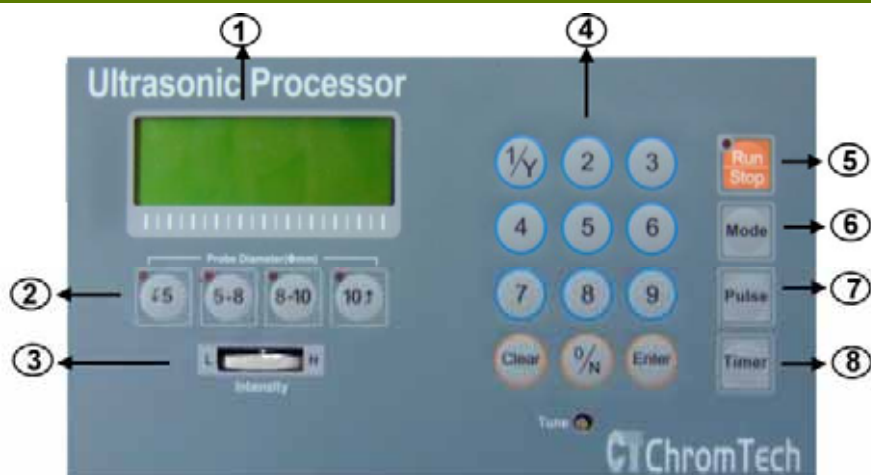 ①
④
Ultrasonic Processor
1/Y 2 3
Run
Stop
⑤
4 5 6
Mode
⑥
Probe Diameter(Φmm)
②
↓5 5-8 8-10 10↑
7 8 9
Pulse
⑦
③
L H
Intensity
Clear 0/N Enter
Timer
⑧
Tune
CT ChromTech